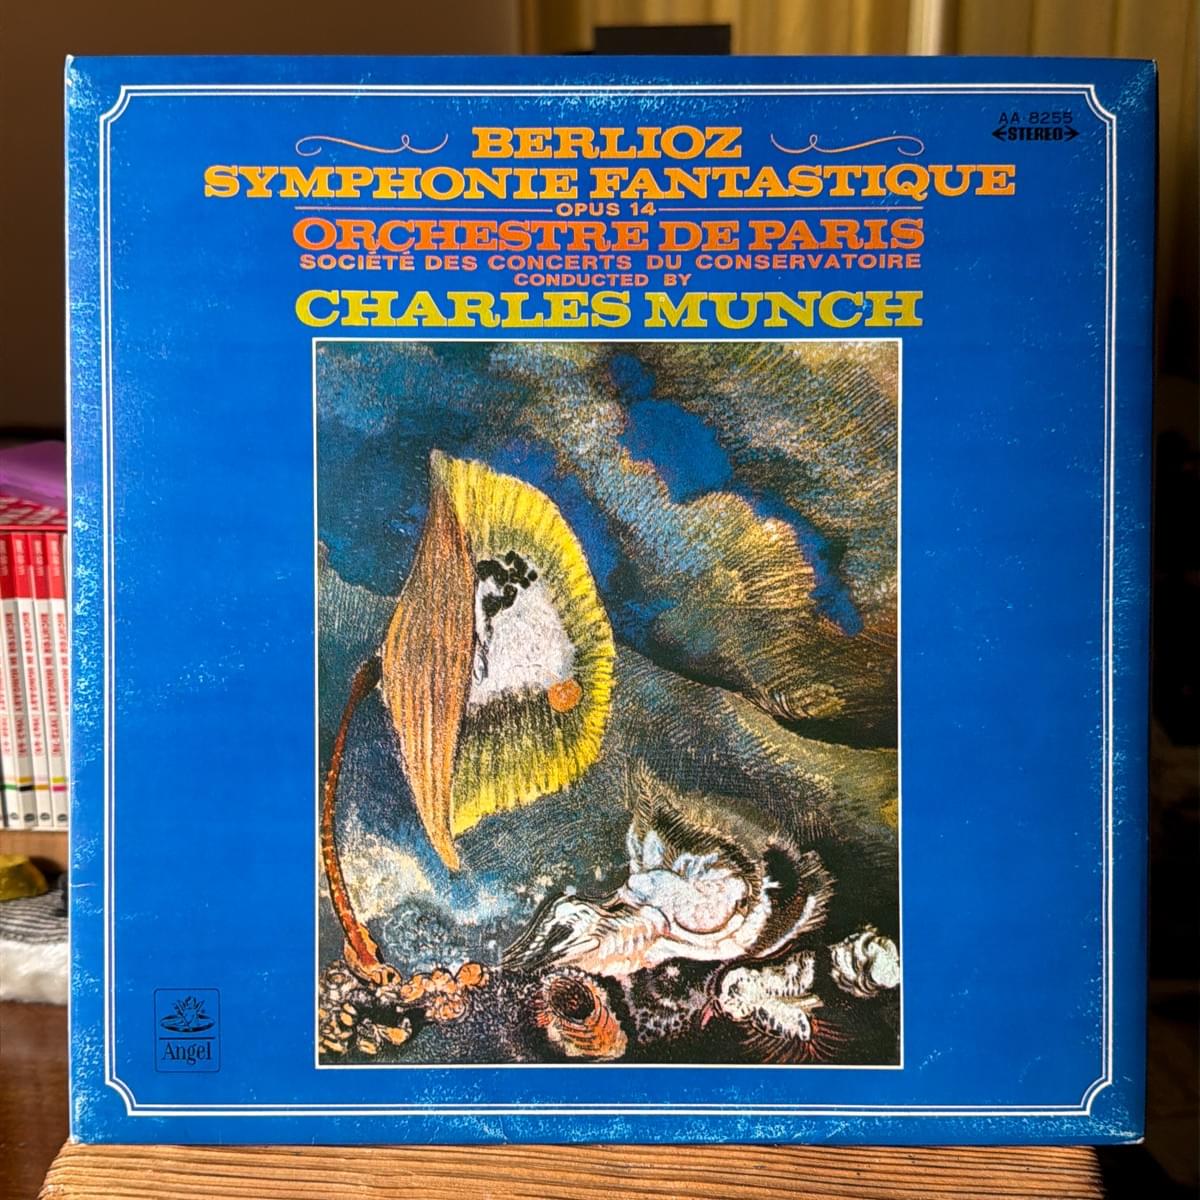 AA 8255
STEREO
BERLIOZ
SYMPHONIE FANTASTIQUE
OPUS 14
ORCHESTRE DE PARIS
SOCIÉTÉ DES CONCERTS DU CONSERVATOIRE
CONDUCTED BY
CHARLES MUNCH
Angel